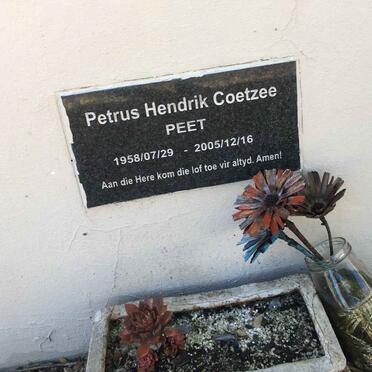 Petrus Hendrik Coetzee
PEET
1958/07/29 - 2005/12/16
Aan die Here kom die lof toe vir altyd. Amen!